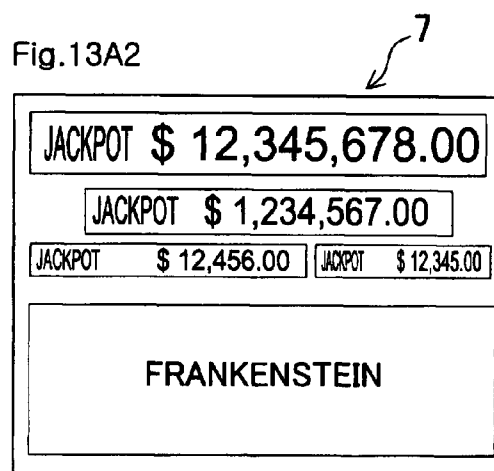 7
Fig.13A2
JACKPOT $ 12,345,678.00
JACKPOT $ 1,234,567.00
JACKPOT $ 12,456.00 JACKPOT $ 12,345.00
FRANKENSTEIN